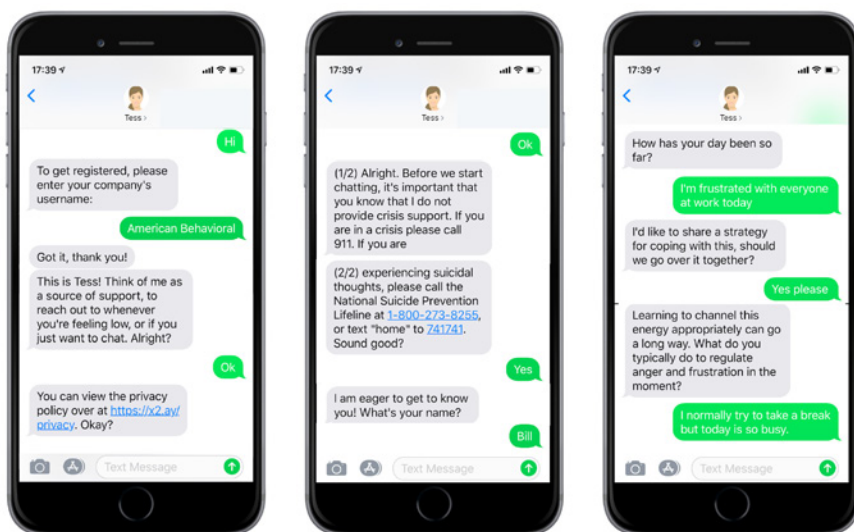 17:39
Tess >
Hi
To get registered, please
enter your company's
username:
American Behavioral
Got it, thank you!
This is Tess! Think of me as
a source of support, to
reach out to whenever
you're feeling low, or if you
just want to chat. Alright?
Ok
You can view the privacy
policy over at https://x2.ay/
privacy. Okay?
Text Message
17:39
Tess >
Ok
(1/2) Alright. Before we start
chatting, it's important that
you know that I do not
provide crisis support. If you
are in a crisis please call
911. If you are
(2/2) experiencing suicidal
thoughts, please call the
National Suicide Prevention
Lifeline at 1-800-273-8255,
or text "home" to 741741.
Sound good?
Yes
I am eager to get to know
you! What's your name?
Bill
Text Message
17:39
Tess >
How has your day been so
far?
I'm frustrated with everyone
at work today
I'd like to share a strategy
for coping with this, should
we go over it together?
Yes please
Learning to channel this
energy appropriately can go
a long way. What do you
typically do to regulate
anger and frustration in the
moment?
I normally try to take a break
but today is so busy.
Text Message